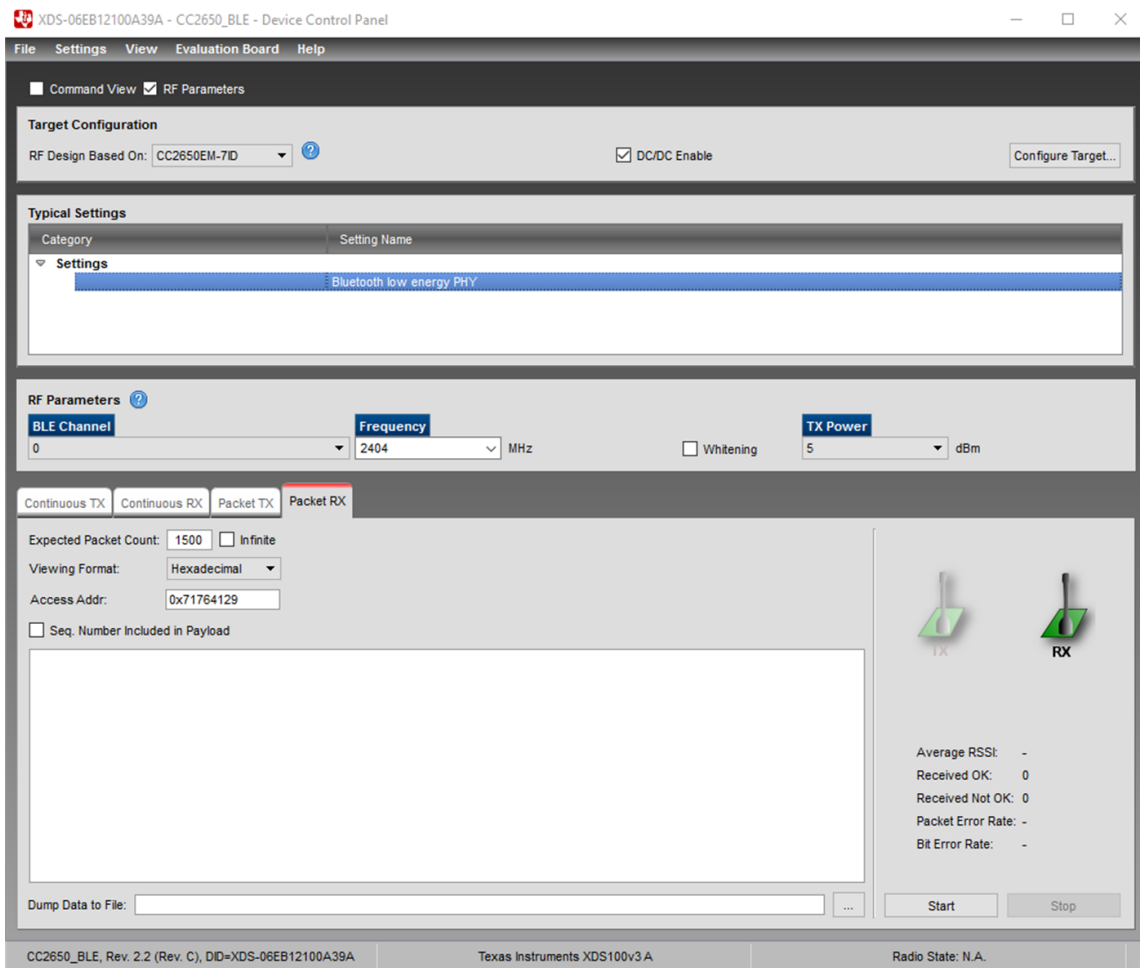 XDS-06EB12100A39A - CC2650_BLE - Device Control Panel
File Settings View Evaluation Board Help
Command View RF Parameters
Target Configuration
RF Design Based On: CC2650EM-7ID ? DC/DC Enable Configure Target...
Typical Settings
Category Setting Name
Settings
Bluetooth low energy PHY
RF Parameters ?
BLE Channel Frequency TX Power
0 2404 MHz Whitening 5 dBm
Continuous TX Continuous RX Packet TX Packet RX
Expected Packet Count: 1500 Infinite
Viewing Format: Hexadecimal
Access Addr: 0x71764129
Seq. Number Included in Payload
TX RX
Average RSSI: -
Received OK: 0
Received Not OK: 0
Packet Error Rate: -
Bit Error Rate: -
Dump Data to File: ... Start Stop
CC2650_BLE, Rev. 2.2 (Rev. C), DID=XDS-06EB12100A39A Texas Instruments XDS100v3 A Radio State: N.A.